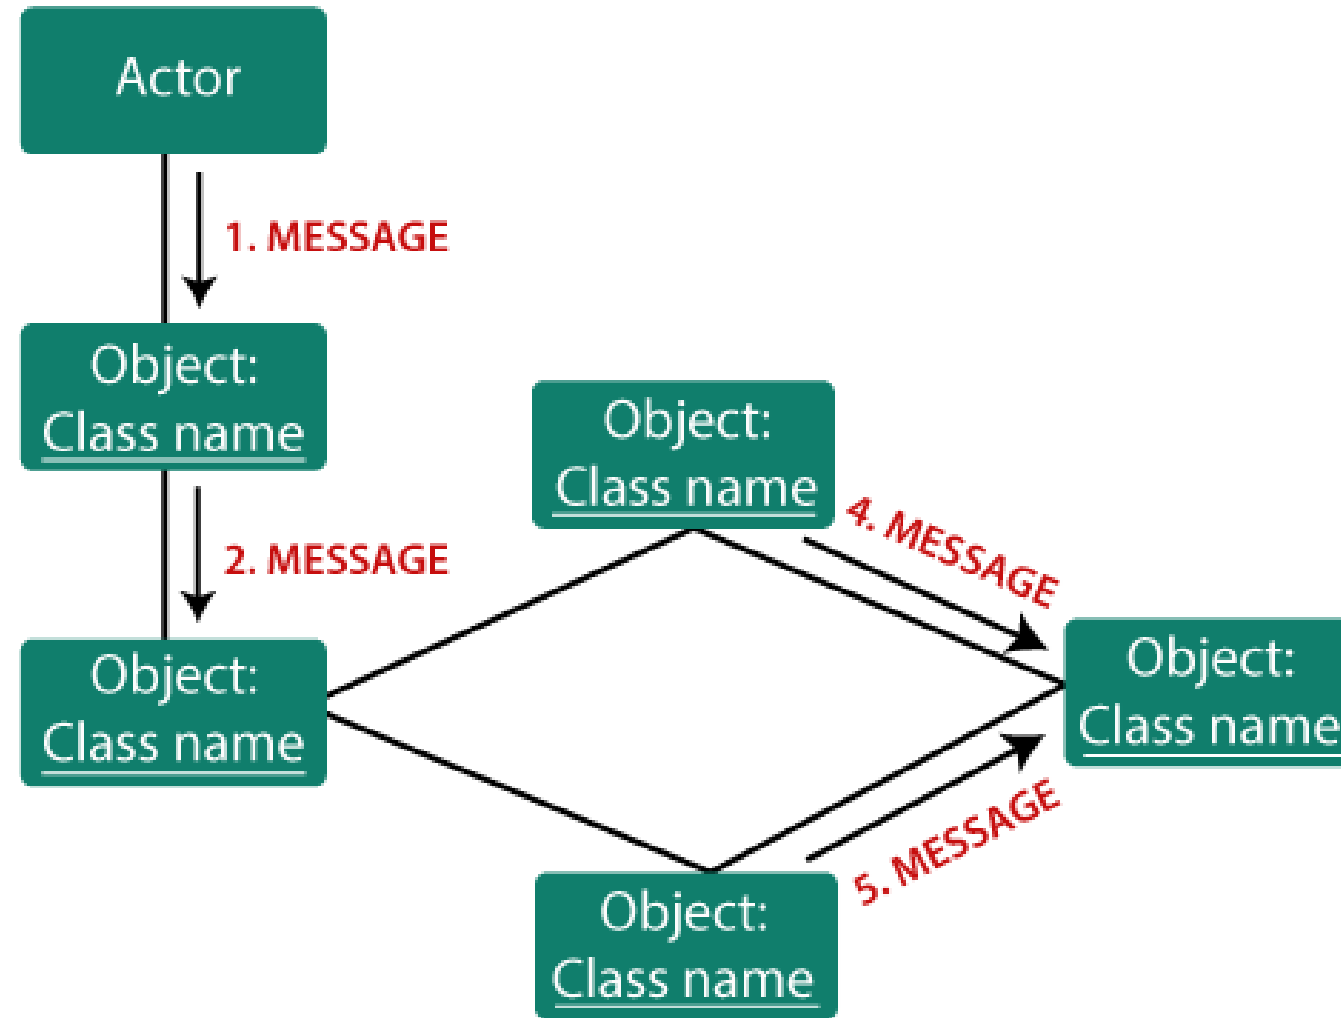 Actor
1. MESSAGE
Object:
Class name
2. MESSAGE
Object:
Class name
Object:
Class name
4. MESSAGE
Object:
Class name
5. MESSAGE
Object:
Class name